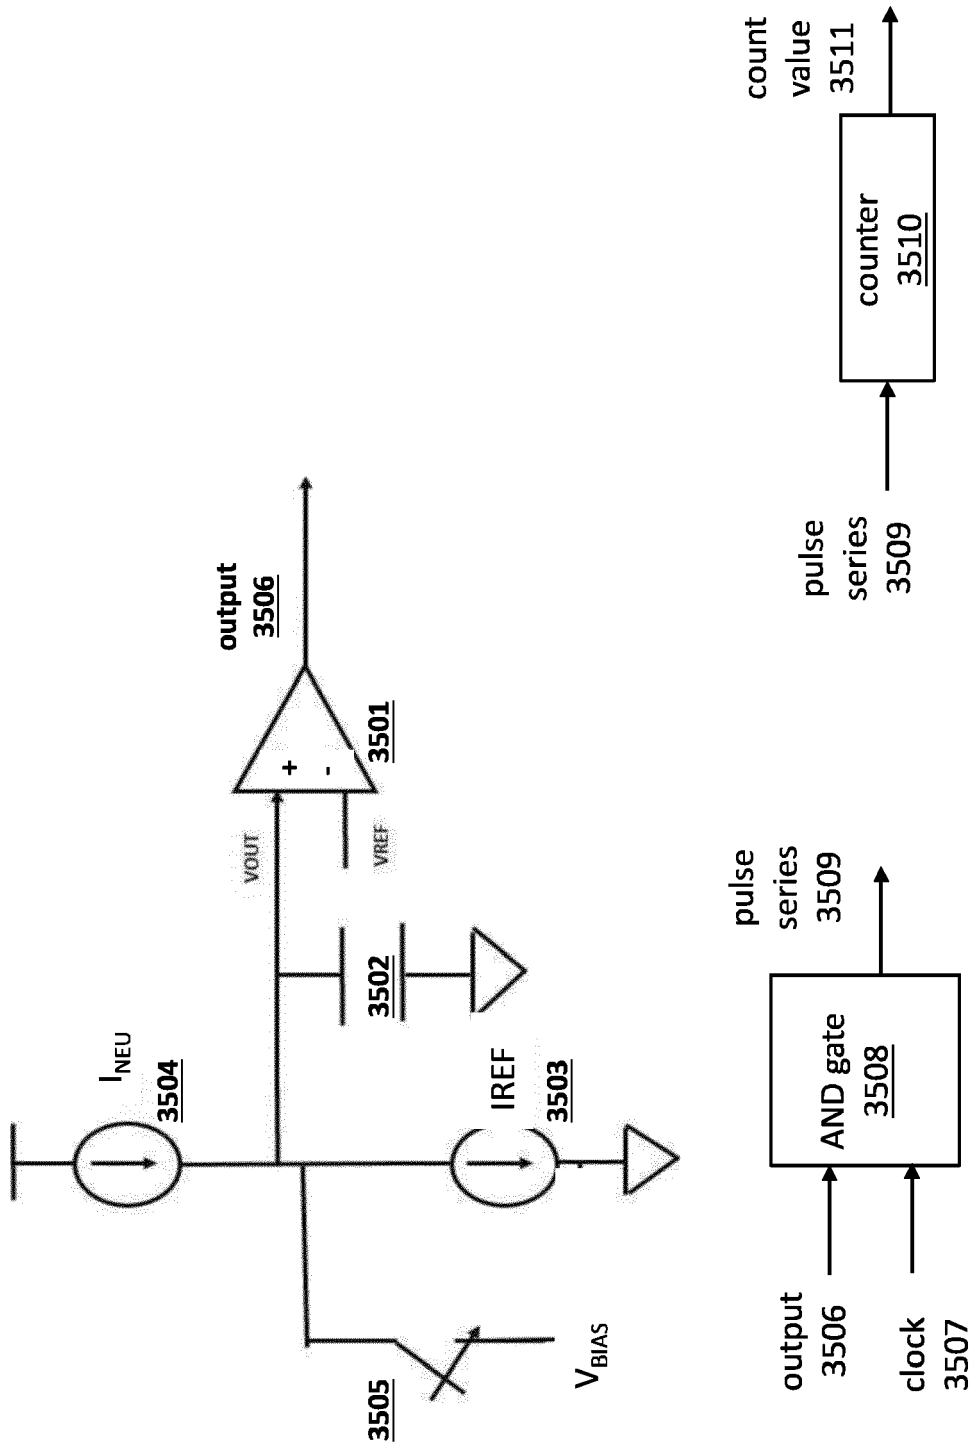 I_NEU
3504
VOUT
output
3506
+
-
3501
VREF
3502
IREF
3503
3505
V_BIAS
output
3506
clock
3507
AND gate
3508
pulse
series
3509
pulse
series
3509
counter
3510
count
value
3511